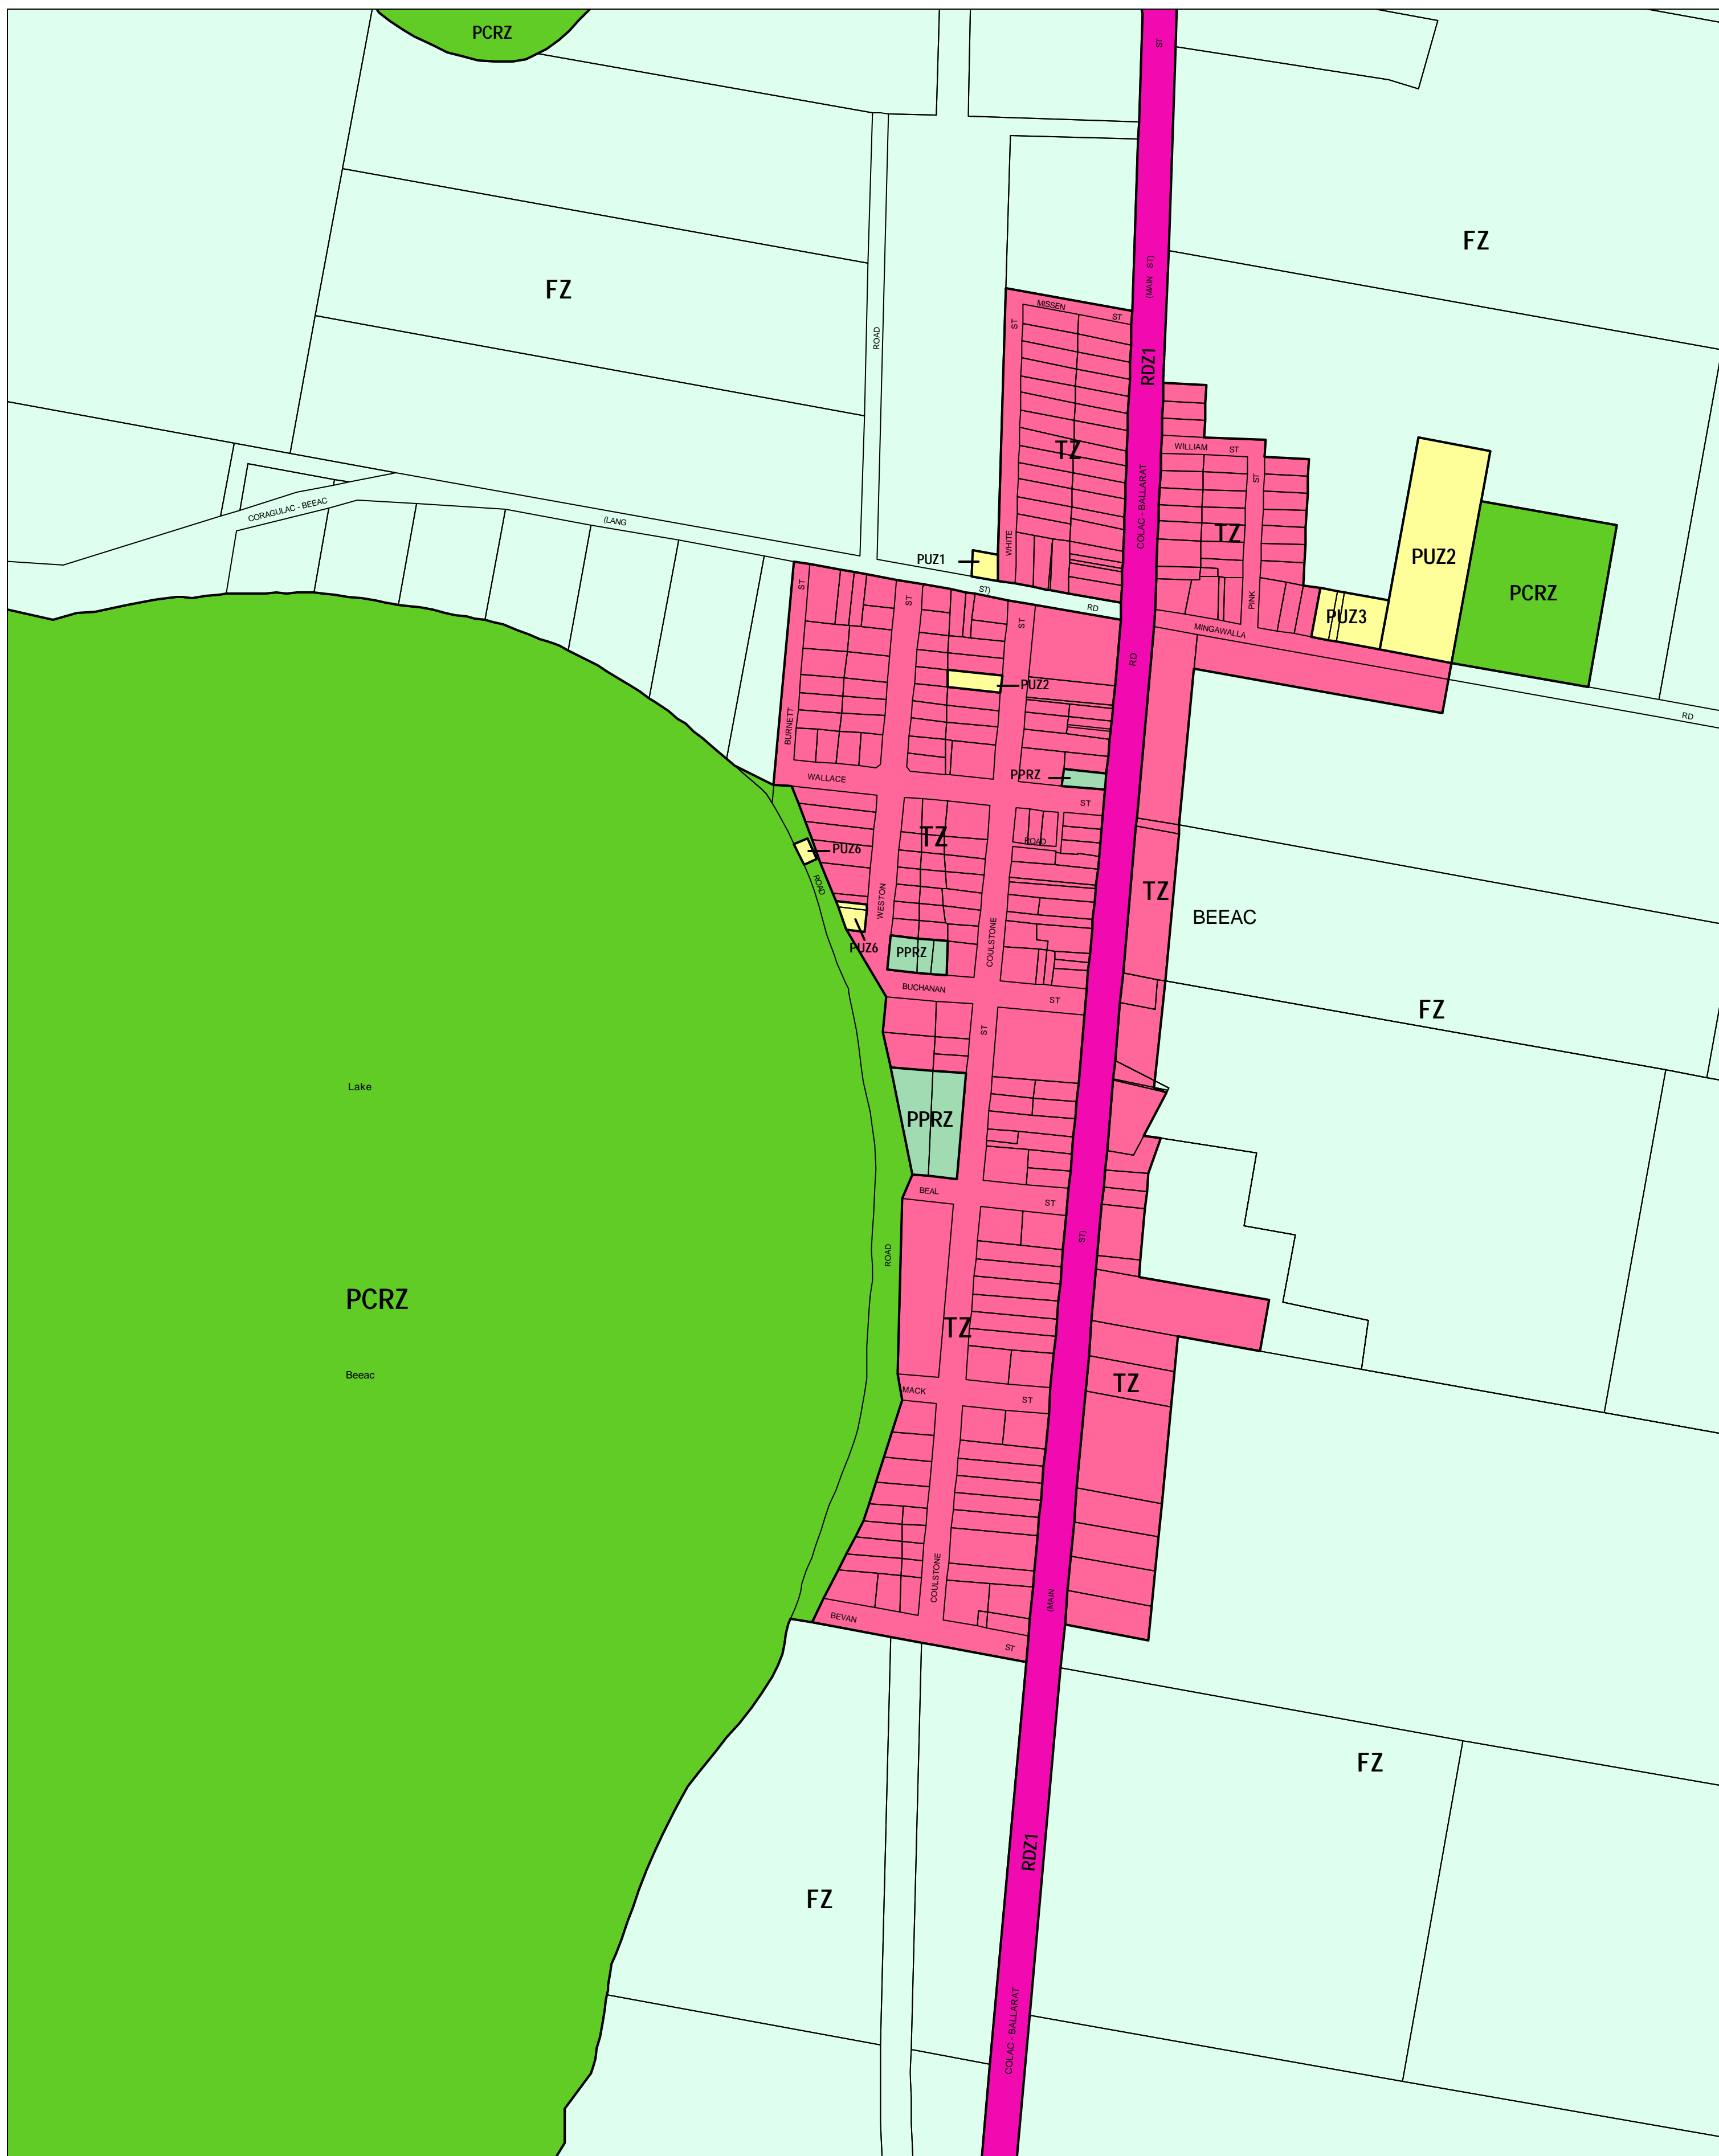 PCRZ
ST
FZ
(MAIN ST)
FZ
MISSEN
ST
ST
ROAD
RDZ1
TZ
WILLIAM
ST
ST
COLAC - BALLARAT
CORAGULAC - BEEAC
(LANG
WHITE
TZ
PUZ1
PUZ2
PCRZ
ST)
RD
ST
ST
PINK
PUZ3
ST
MINGAWALLA
RD
PUZ2
RD
BURNETT
WALLACE
PPRZ
ST
TZ
ROAD
PUZ6
ROAD
WESTON
TZ
BEEAC
COULSTONE
PUZ6
PPRZ
BUCHANAN
ST
FZ
ST
Lake
PPRZ
BEAL
ST
ROAD
ST)
PCRZ
TZ
Beeac
TZ
MACK
ST
COULSTONE
(MAIN
BEVAN
ST
FZ
RDZ1
FZ
COLAC - BALLARAT